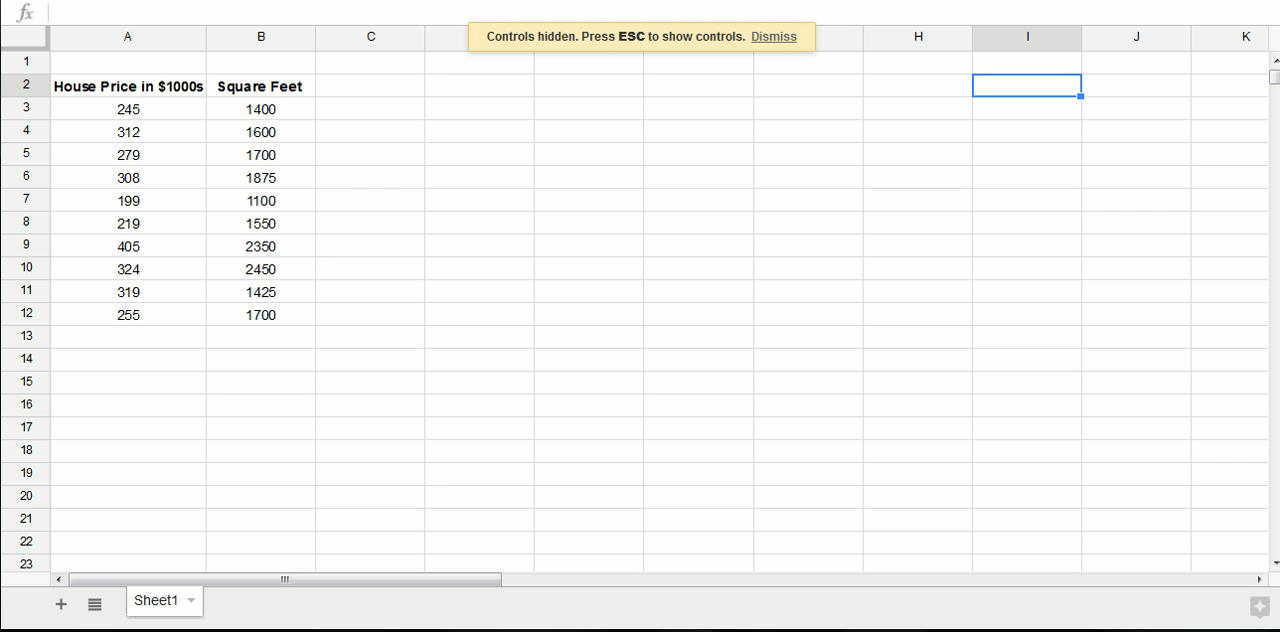 fx
Controls hidden. Press ESC to show controls. Dismiss
A B C H I J K
1
2 House Price in $1000s Square Feet
3 245 1400
4 312 1600
5 279 1700
6 308 1875
7 199 1100
8 219 1550
9 405 2350
10 324 2450
11 319 1425
12 255 1700
13
14
15
16
17
18
19
20
21
22
23
Sheet1